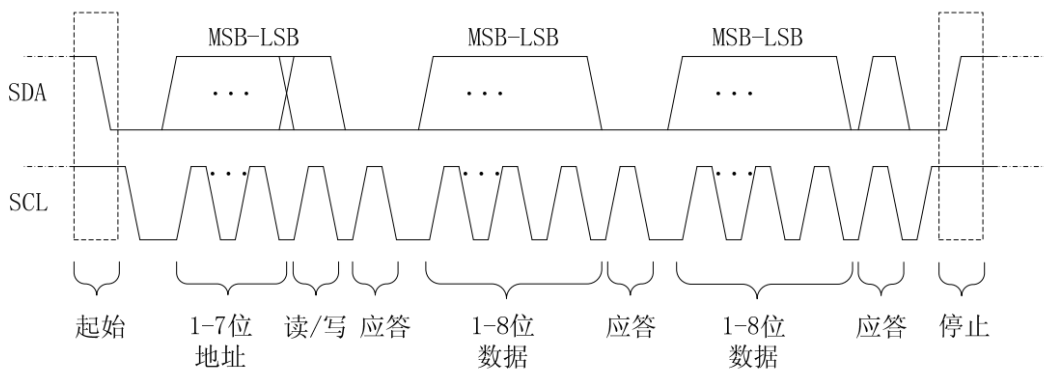 MSB-LSB MSB-LSB MSB-LSB
SDA
SCL
起始 1-7位 读/写 应答 1-8位 应答 1-8位 应答 停止
地址 数据 数据